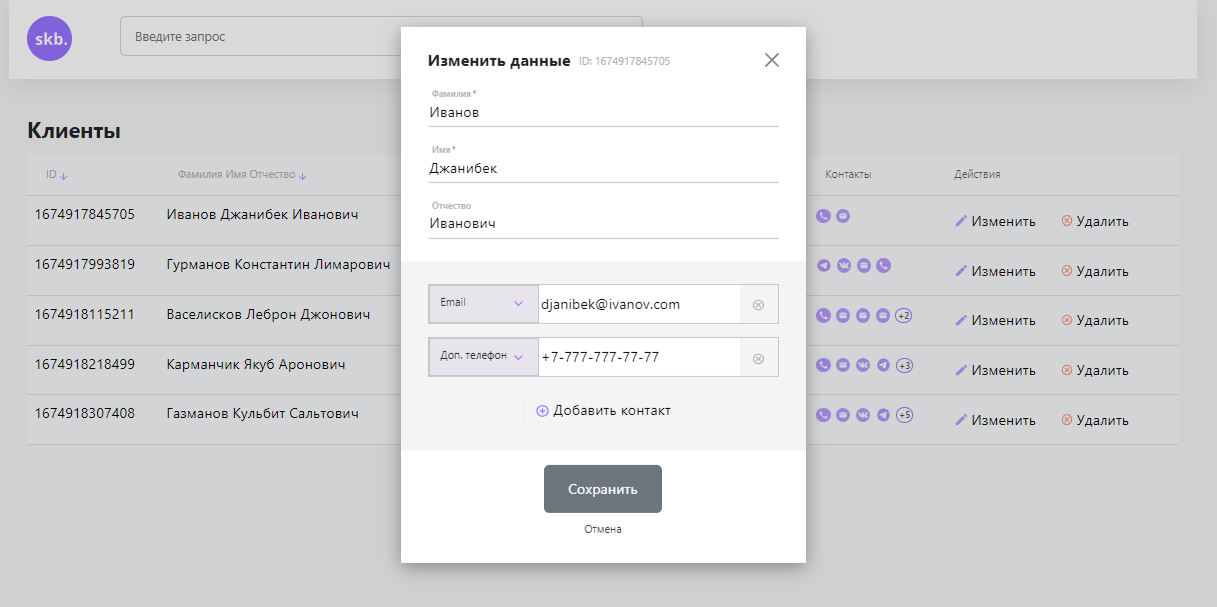 skb.
Введите запрос
Изменить данные ID: 1674917845705
Фамилия*
Иванов
Имя*
Джанибек
Отчество
Иванович
Email djanibek@ivanov.com
Доп. телефон +7-777-777-77-77
Добавить контакт
Сохранить
Отмена
Клиенты
ID Фамилия Имя Отчество Контакты Действия
1674917845705 Иванов Джанибек Иванович Изменить Удалить
1674917993819 Гурманов Константин Лимарович Изменить Удалить
1674918115211 Васелисков Леброн Джонович +2 Изменить Удалить
1674918218499 Карманчик Якуб Аронович +3 Изменить Удалить
1674918307408 Газманов Кульбит Сальтович +5 Изменить Удалить